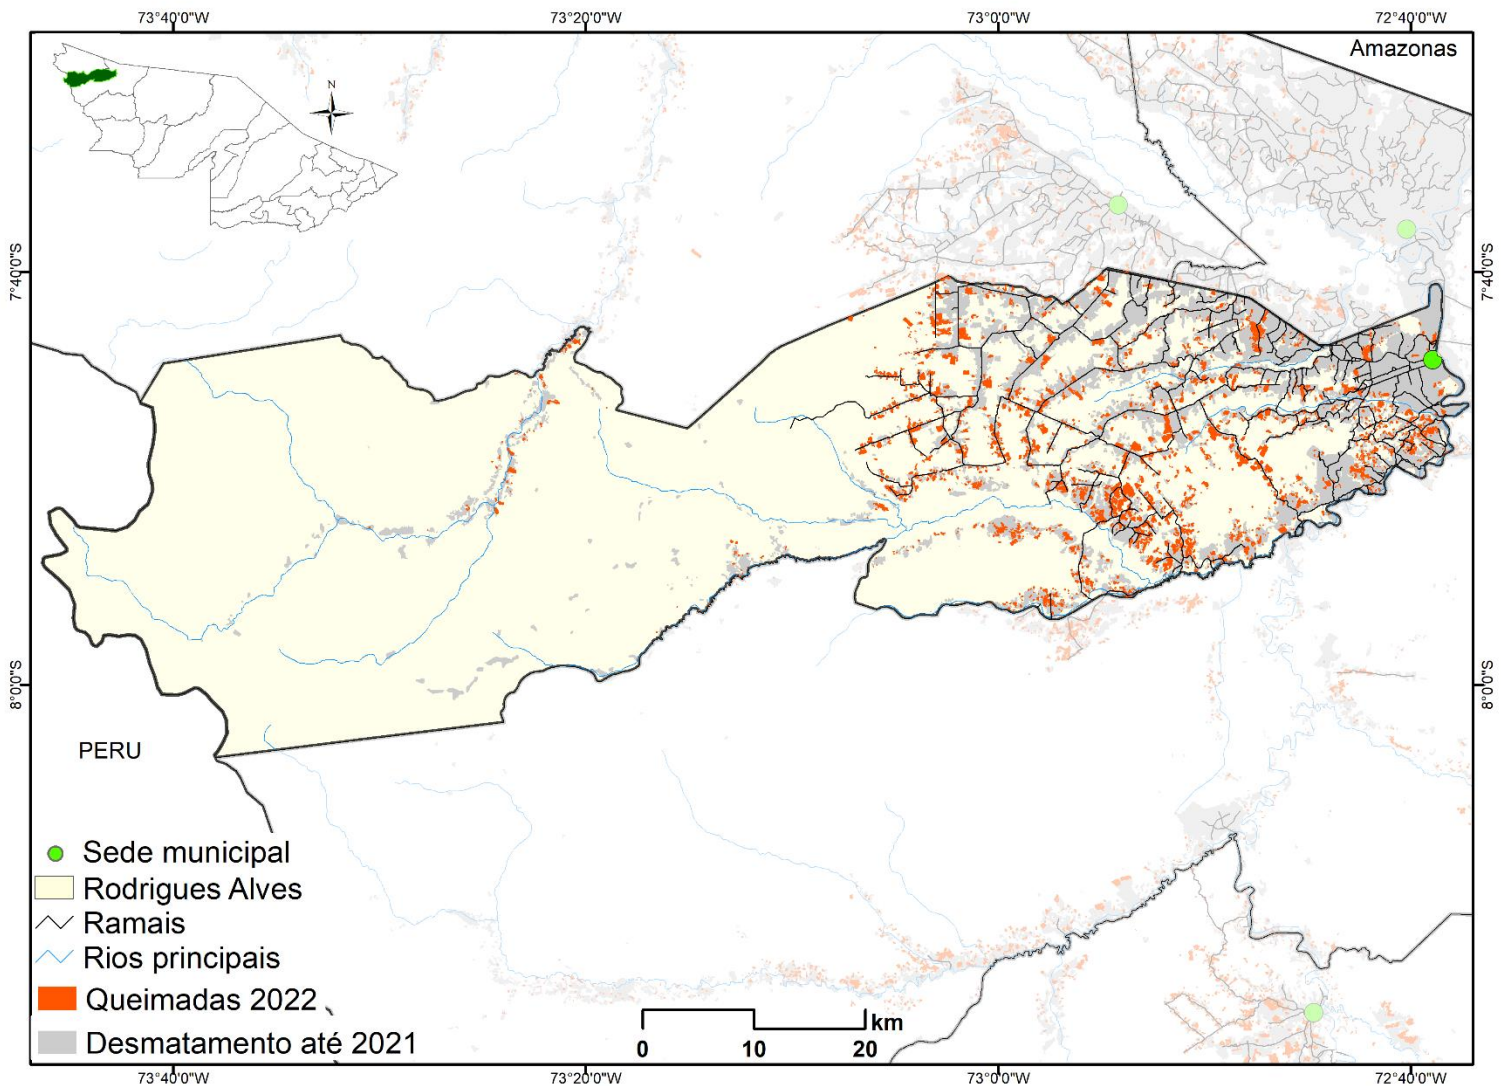 73°40'0"W 73°20'0"W 73°0'0"W 72°40'0"W
Amazonas
N
7°40'0"S 7°40'0"S
8°0'0"S 8°0'0"S
PERU
Sede municipal
Rodrigues Alves
Ramais
Rios principais
Queimadas 2022
Desmatamento até 2021
km
0 10 20
73°40'0"W 73°20'0"W 73°0'0"W 72°40'0"W